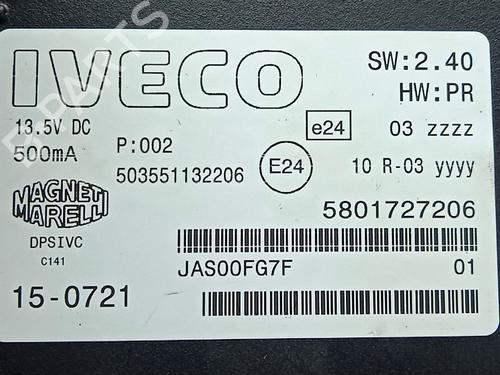 IVECO
SW:2.40
HW:PR
13.5V DC
500mA
P:002
503551132206
e24
03 zzzz
E24
10 R-03 yyyy
MAGNETI
MARELLI
5801727206
DPSIVC
C141
JAS00FG7F
01
15-0721